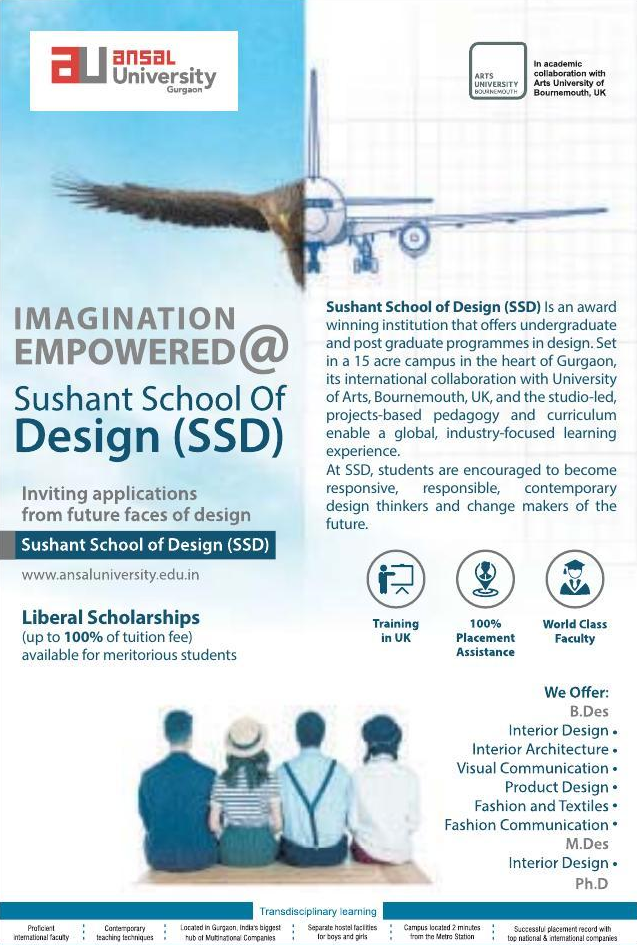 ansal
University
Gurgaon
ARTS
UNIVERSITY
BOURNEMOUTH
In academic
collaboration with
Arts University of
Bournemouth, UK
IMAGINATION
EMPOWERED@
Sushant School Of
Design (SSD)
Inviting applications
from future faces of design
Sushant School of Design (SSD)
www.ansaluniversity.edu.in
Liberal Scholarships
(up to 100% of tuition fee)
available for meritorious students
Sushant School of Design (SSD) Is an award
winning institution that offers undergraduate
and post graduate programmes in design. Set
in a 15 acre campus in the heart of Gurgaon,
its international collaboration with University
of Arts, Bournemouth, UK, and the studio-led,
projects-based pedagogy and curriculum
enable a global, industry-focused learning
experience.
At SSD, students are encouraged to become
responsive, responsible, contemporary
design thinkers and change makers of the
future.
Training
in UK
100%
Placement
Assistance
World Class
Faculty
We Offer:
B.Des
Interior Design •
Interior Architecture •
Visual Communication •
Product Design •
Fashion and Textiles •
Fashion Communication •
M.Des
Interior Design •
Ph.D
Transdisciplinary learning
Proficient
international faculty
Contemporary
teaching techniques
Located in Gurgaon, India's biggest
hub of Multinational Companies
Separate hostel facilities
for boys and girls
Campus located 2 minutes
from the Metro Station
Successful placement record with
top national & international companies